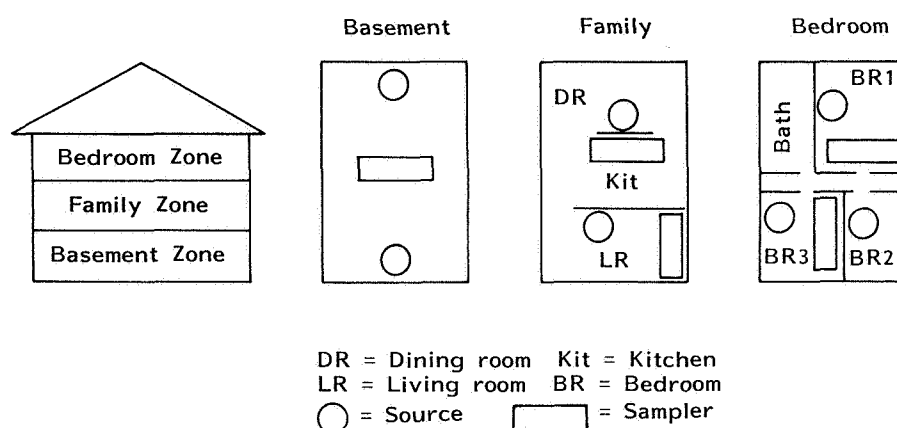 Basement
Family
Bedroom
Bedroom Zone
Family Zone
Basement Zone
DR
Kit
LR
BR1
Bath
BR3
BR2
DR = Dining room Kit = Kitchen
LR = Living room BR = Bedroom
= Source = Sampler